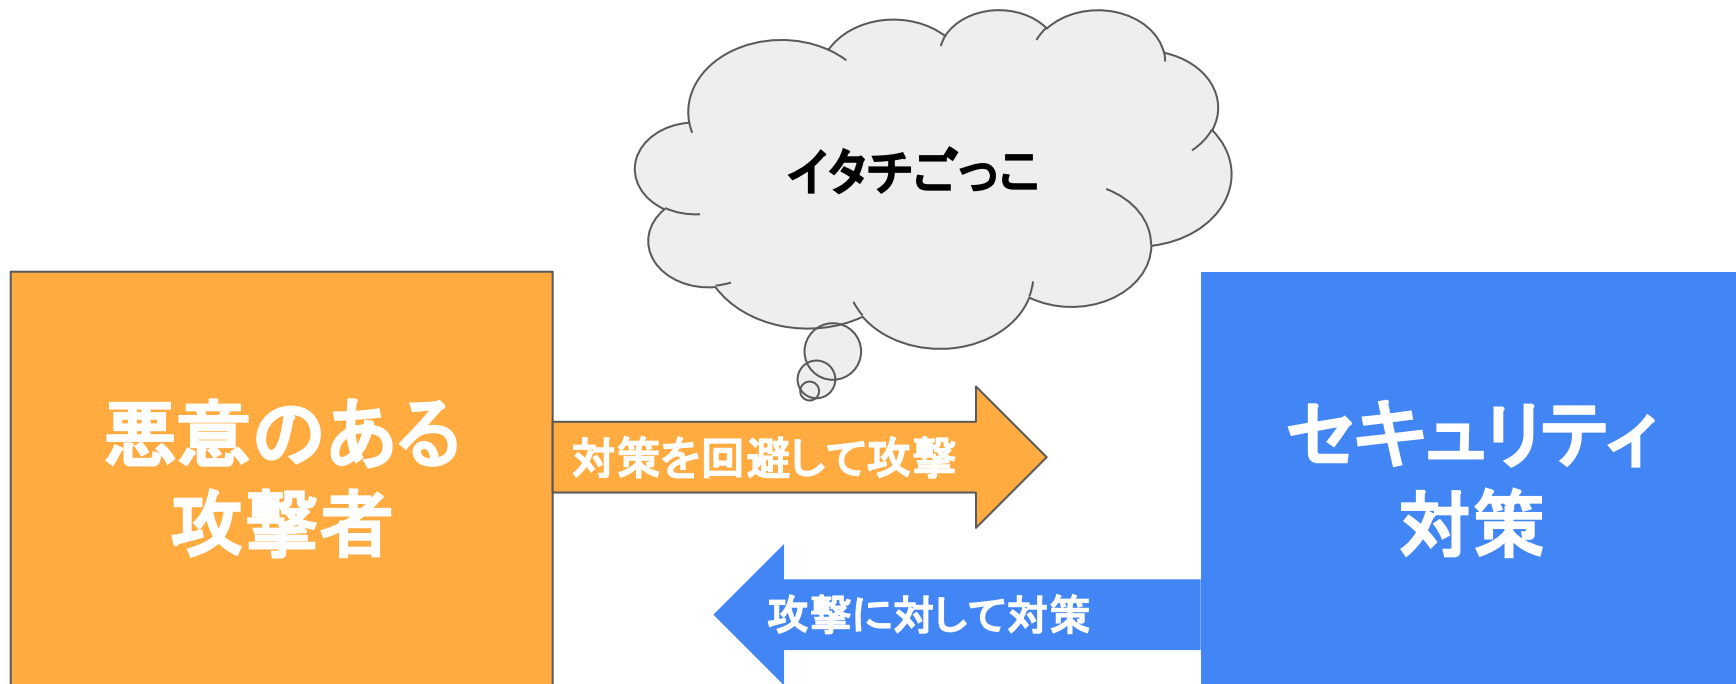 イタチごっこ
悪意のある
攻撃者
対策を回避して攻撃
セキュリティ
対策
攻撃に対して対策